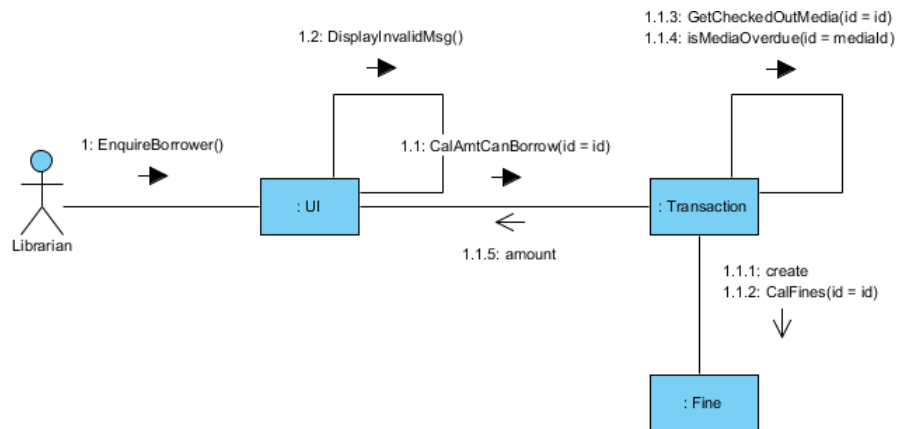 1.1.3: GetCheckedOutMedia(id = id)
1.1.4: isMediaOverdue(id = mediaId)
1.2: DisplayInvalidMsg()
1: EnquireBorrower()
1.1: CalAmtCanBorrow(id = id)
: UI
: Transaction
Librarian
1.1.5: amount
1.1.1: create
1.1.2: CalFines(id = id)
: Fine